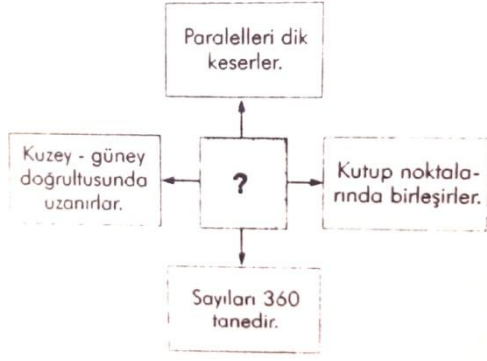 Paralelleri dik
keserler.
Kuzey - güney
doğrultusunda
uzanırlar.
?
Kutup noktala-
rında birleşirler.
Sayıları 360
tanedir.